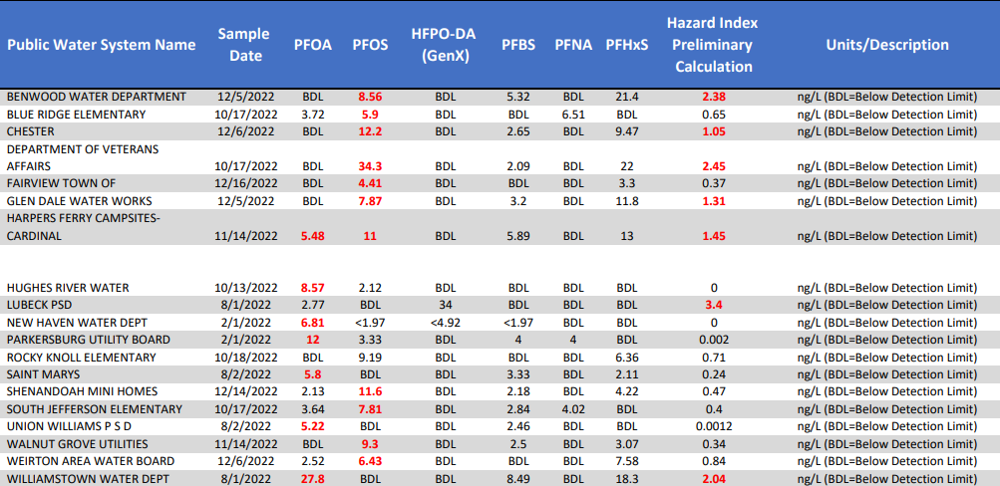 Public Water System Name Sample Date PFOA PFOS HFPO-DA (GenX) PFBS PFNA PFHxS Hazard Index Preliminary Calculation Units/Description
BENWOOD WATER DEPARTMENT 12/5/2022 BDL 8.56 BDL 5.32 BDL 21.4 2.38 ng/L (BDL=Below Detection Limit)
BLUE RIDGE ELEMENTARY 10/17/2022 3.72 5.9 BDL BDL 6.51 BDL 0.65 ng/L (BDL=Below Detection Limit)
CHESTER 12/6/2022 BDL 12.2 BDL 2.65 BDL 9.47 1.05 ng/L (BDL=Below Detection Limit)
DEPARTMENT OF VETERANS
AFFAIRS 10/17/2022 BDL 34.3 BDL 2.09 BDL 22 2.45 ng/L (BDL=Below Detection Limit)
FAIRVIEW TOWN OF 12/16/2022 BDL 4.41 BDL BDL BDL 3.3 0.37 ng/L (BDL=Below Detection Limit)
GLEN DALE WATER WORKS 12/5/2022 BDL 7.87 BDL 3.2 BDL 11.8 1.31 ng/L (BDL=Below Detection Limit)
HARPERS FERRY CAMPSITES-
CARDINAL 11/14/2022 5.48 11 BDL 5.89 BDL 13 1.45 ng/L (BDL=Below Detection Limit)
HUGHES RIVER WATER 10/13/2022 8.57 2.12 BDL BDL BDL BDL 0 ng/L (BDL=Below Detection Limit)
LUBECK PSD 8/1/2022 2.77 BDL 34 BDL BDL BDL 3.4 ng/L (BDL=Below Detection Limit)
NEW HAVEN WATER DEPT 2/1/2022 6.81 <1.97 <4.92 <1.97 BDL BDL 0 ng/L (BDL=Below Detection Limit)
PARKERSBURG UTILITY BOARD 2/1/2022 12 3.33 BDL 4 4 BDL 0.002 ng/L (BDL=Below Detection Limit)
ROCKY KNOLL ELEMENTARY 10/18/2022 BDL 9.19 BDL BDL BDL 6.36 0.71 ng/L (BDL=Below Detection Limit)
SAINT MARYS 8/2/2022 5.8 BDL BDL 3.33 BDL 2.11 0.24 ng/L (BDL=Below Detection Limit)
SHENANDOAH MINI HOMES 12/14/2022 2.13 11.6 BDL 2.18 BDL 4.22 0.47 ng/L (BDL=Below Detection Limit)
SOUTH JEFFERSON ELEMENTARY 10/17/2022 3.64 7.81 BDL 2.84 4.02 BDL 0.4 ng/L (BDL=Below Detection Limit)
UNION WILLIAMS P S D 8/2/2022 5.22 BDL BDL 2.46 BDL BDL 0.0012 ng/L (BDL=Below Detection Limit)
WALNUT GROVE UTILITIES 11/14/2022 BDL 9.3 BDL 2.5 BDL 3.07 0.34 ng/L (BDL=Below Detection Limit)
WEIRTON AREA WATER BOARD 12/6/2022 2.52 6.43 BDL BDL BDL 7.58 0.84 ng/L (BDL=Below Detection Limit)
WILLIAMSTOWN WATER DEPT 8/1/2022 27.8 BDL BDL 8.49 BDL 18.3 2.04 ng/L (BDL=Below Detection Limit)